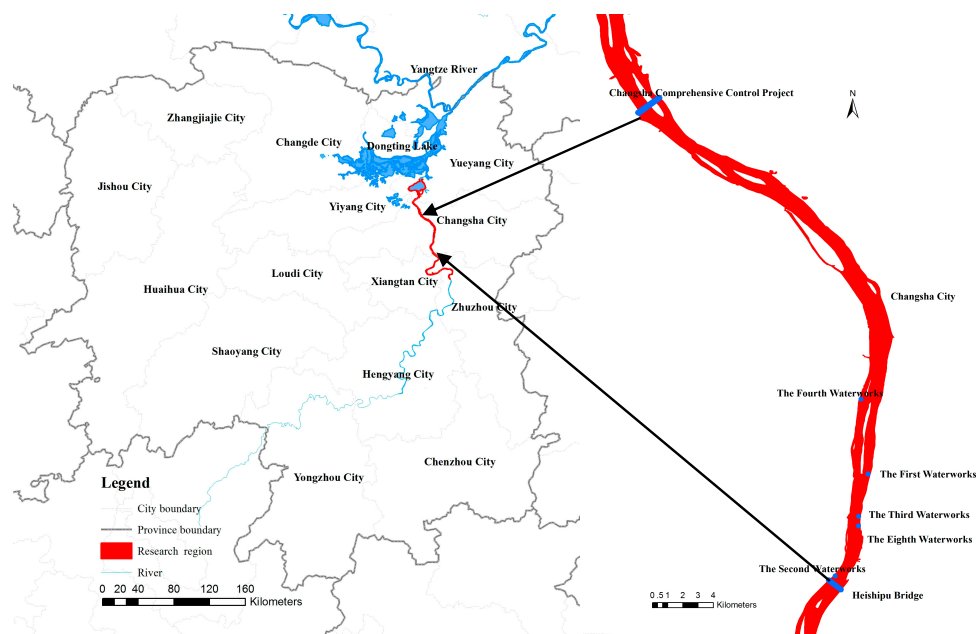 Yangtze River
Zhangjiajie City
Changde City
Dongting Lake
Yueyang City
Jishou City
Yiyang City
Changsha City
Loudi City
Xiangtan City
Huaihua City
Zhuzhou City
Shaoyang City
Hengyang City
Chenzhou City
Yongzhou City
Legend
City boundary
Province boundary
Research region
River
0 20 40 80 120 160
Kilometers
Changsha Comprehensive Control Project
N
Changsha City
The Fourth Waterworks
The First Waterworks
The Third Waterworks
The Eighth Waterworks
The Second Waterworks
Heishipu Bridge
0 0.5 1 2 3 4
Kilometers